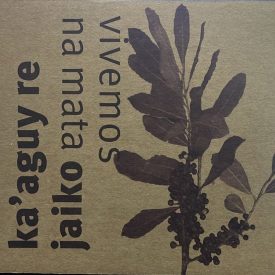 ka’aguy re
jaiko
vivemos
na mata